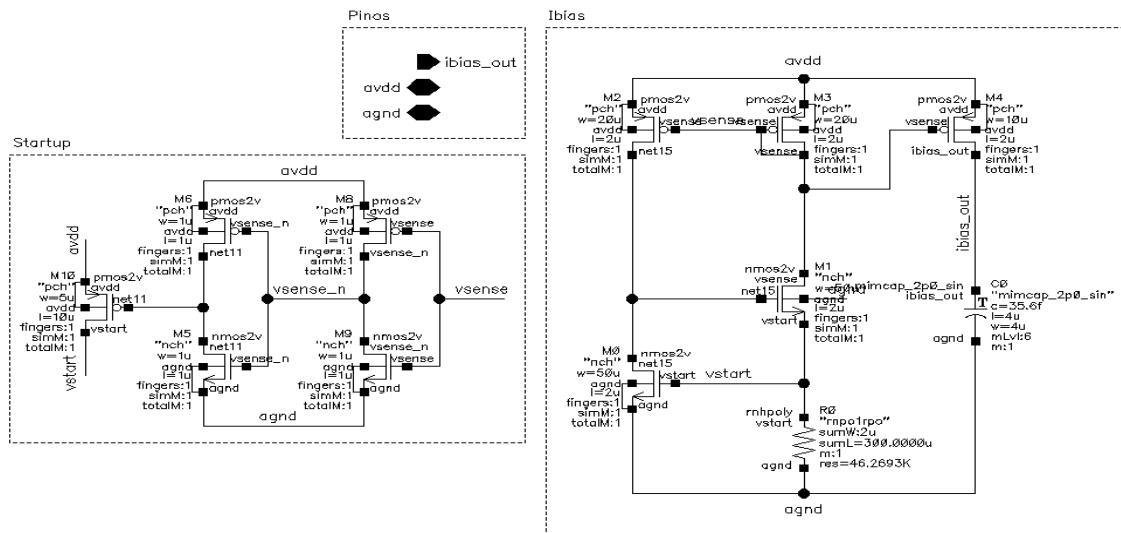 Pinos
ibias_out
avdd
agnd
Startup
avdd
M6
"pch"
w=1u
avdd
l=1u
fingers:1
simM:1
totalM:1
pmos2v
avdd
vsense_n
net11
M8
"pch"
w=1u
avdd
l=1u
fingers:1
simM:1
totalM:1
pmos2v
avdd
vsense
vsense_n
avdd
M10
"pch"
w=5u
avdd
l=10u
fingers:1
simM:1
totalM:1
pmos2v
avdd
net11
vstart
vstart
vsense_n
vsense
M5
"nch"
w=1u
agnd
l=1u
fingers:1
simM:1
totalM:1
nmos2v
net11
vsense_n
agnd
M9
"nch"
w=1u
agnd
l=1u
fingers:1
simM:1
totalM:1
nmos2v
vsense_n
vsense
agnd
agnd
Ibias
avdd
M2
"pch"
w=20u
avdd
l=2u
fingers:1
simM:1
totalM:1
pmos2v
avdd
vsense
net15
vsense
M3
"pch"
w=20u
avdd
l=2u
fingers:1
simM:1
totalM:1
pmos2v
avdd
vsense
vsense
M4
"pch"
w=10u
avdd
l=2u
fingers:1
simM:1
totalM:1
pmos2v
avdd
vsense
ibias_out
ibias_out
M1
"nch"
agnd
l=2u
fingers:1
simM:1
totalM:1
nmos2v
vsense
net15
vstart
mimcap_2p0_sin
ibias_out
C0
"mimcap_2p0_sin"
c=35.6f
l=4u
w=4u
mLvl:6
m:1
agnd
M0
"nch"
w=50u
agnd
l=2u
fingers:1
simM:1
totalM:1
nmos2v
net15
vstart
agnd
vstart
rnhpoly
vstart
agnd
R0
"rnpo1rpo"
sumW:2u
sumL=300.0000u
m:1
res=46.2693K
agnd